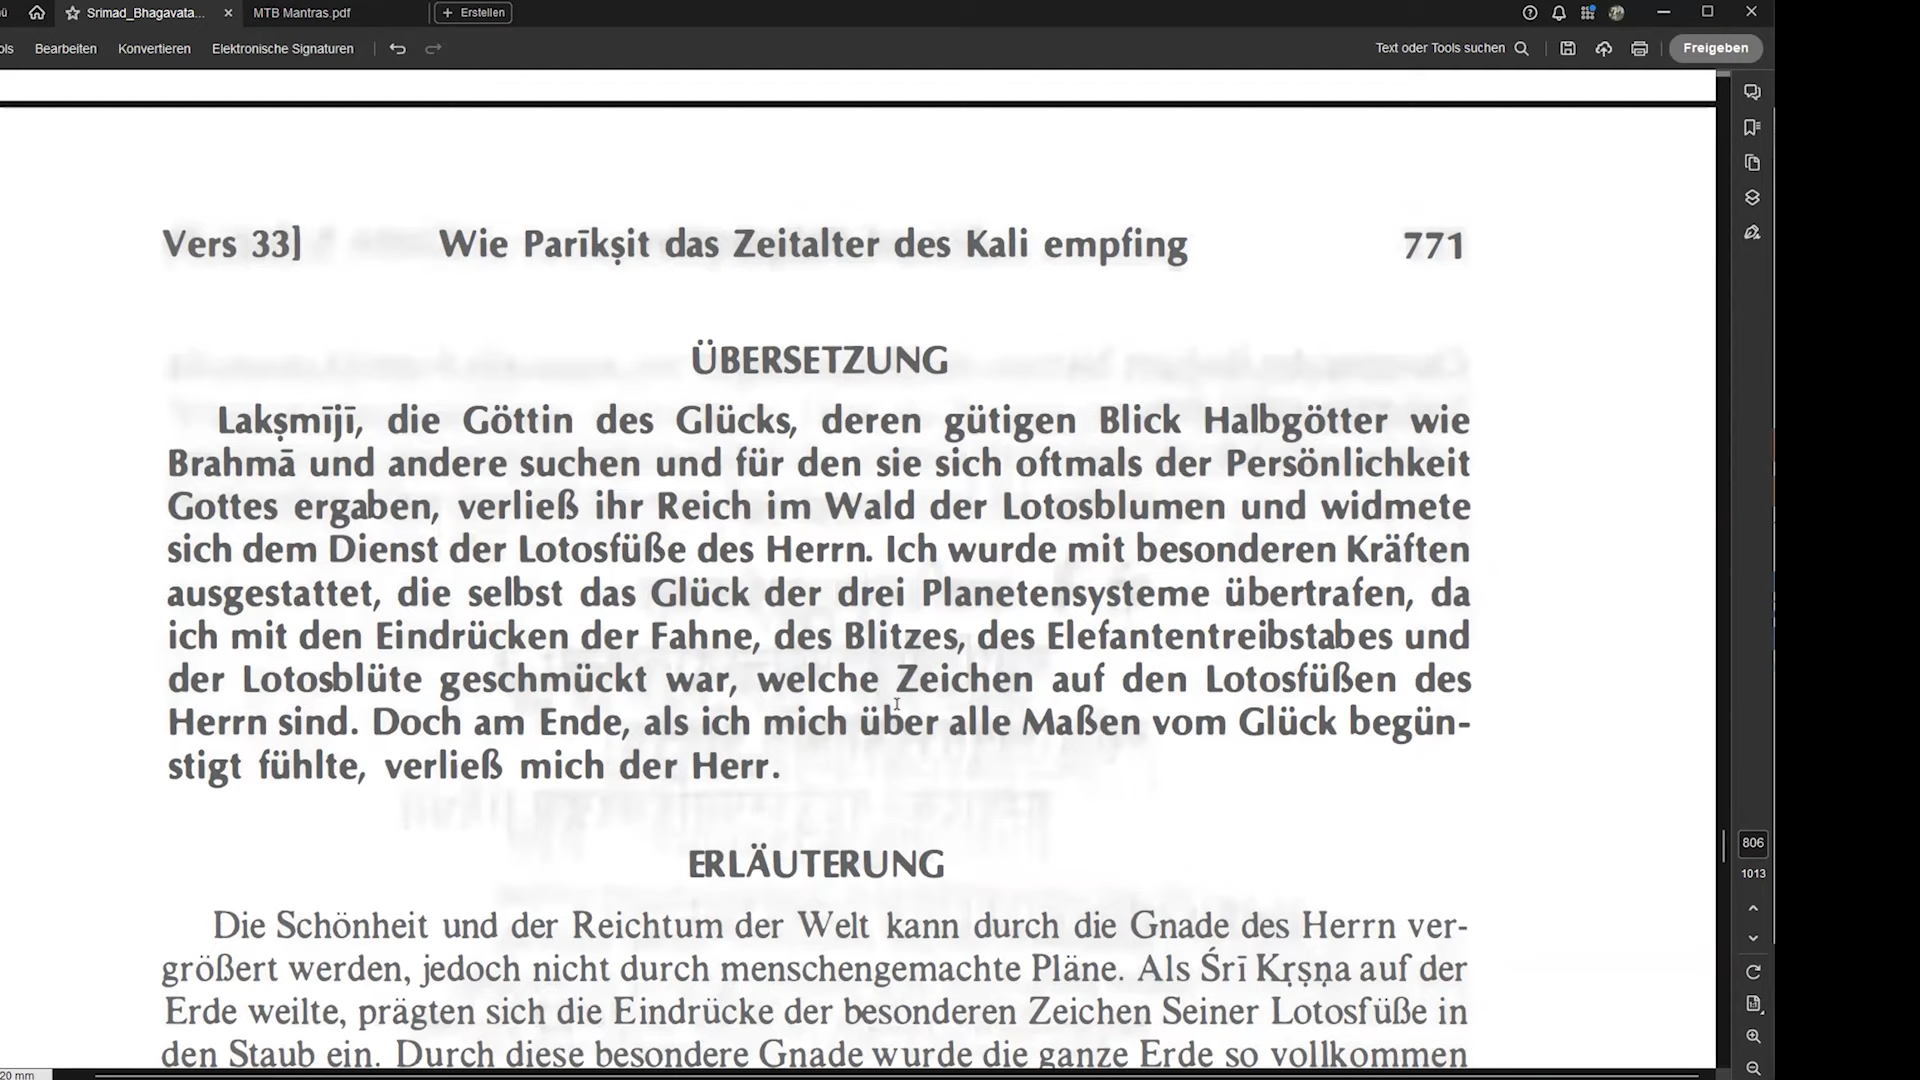 Srimad_Bhagavata...
MTB Mantras.pdf
Erstellen
Bearbeiten
Konvertieren
Elektronische Signaturen
Text oder Tools suchen
Freigeben
Vers 33] Wie Parīkṣit das Zeitalter des Kali empfing 771
ÜBERSETZUNG
Lakṣmījī, die Göttin des Glücks, deren gütigen Blick Halbgötter wie
Brahmā und andere suchen und für den sie sich oftmals der Persönlichkeit
Gottes ergaben, verließ ihr Reich im Wald der Lotosblumen und widmete
sich dem Dienst der Lotosfüße des Herrn. Ich wurde mit besonderen Kräften
ausgestattet, die selbst das Glück der drei Planetensysteme übertrafen, da
ich mit den Eindrücken der Fahne, des Blitzes, des Elefantentreibstabes und
der Lotosblüte geschmückt war, welche Zeichen auf den Lotosfüßen des
Herrn sind. Doch am Ende, als ich mich über alle Maßen vom Glück begün-
stigt fühlte, verließ mich der Herr.
ERLÄUTERUNG
Die Schönheit und der Reichtum der Welt kann durch die Gnade des Herrn ver-
größert werden, jedoch nicht durch menschengemachte Pläne. Als Śrī Kṛṣṇa auf der
Erde weilte, prägten sich die Eindrücke der besonderen Zeichen Seiner Lotosfüße in
den Staub ein. Durch diese besondere Gnade wurde die ganze Erde so vollkommen
806
1013
20 mm